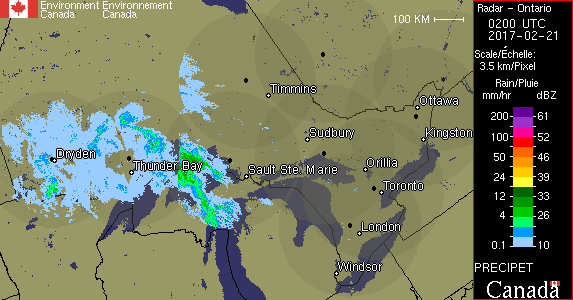 Environment Environnement
Canada Canada
100 KM
Timmins
Ottawa
Sudbury
Kingston
Dryden
Thunder Bay
Sault Ste. Marie
Orillia
Toronto
London
Windsor
Radar - Ontario
0200 UTC
2017-02-21
Scale/Échelle:
3.5 km/Pixel
Rain/Pluie
mm/hr dBZ
200 61
100 52
50 46
24 39
12 33
4 26
0.1 10
PRECIPET
Canada